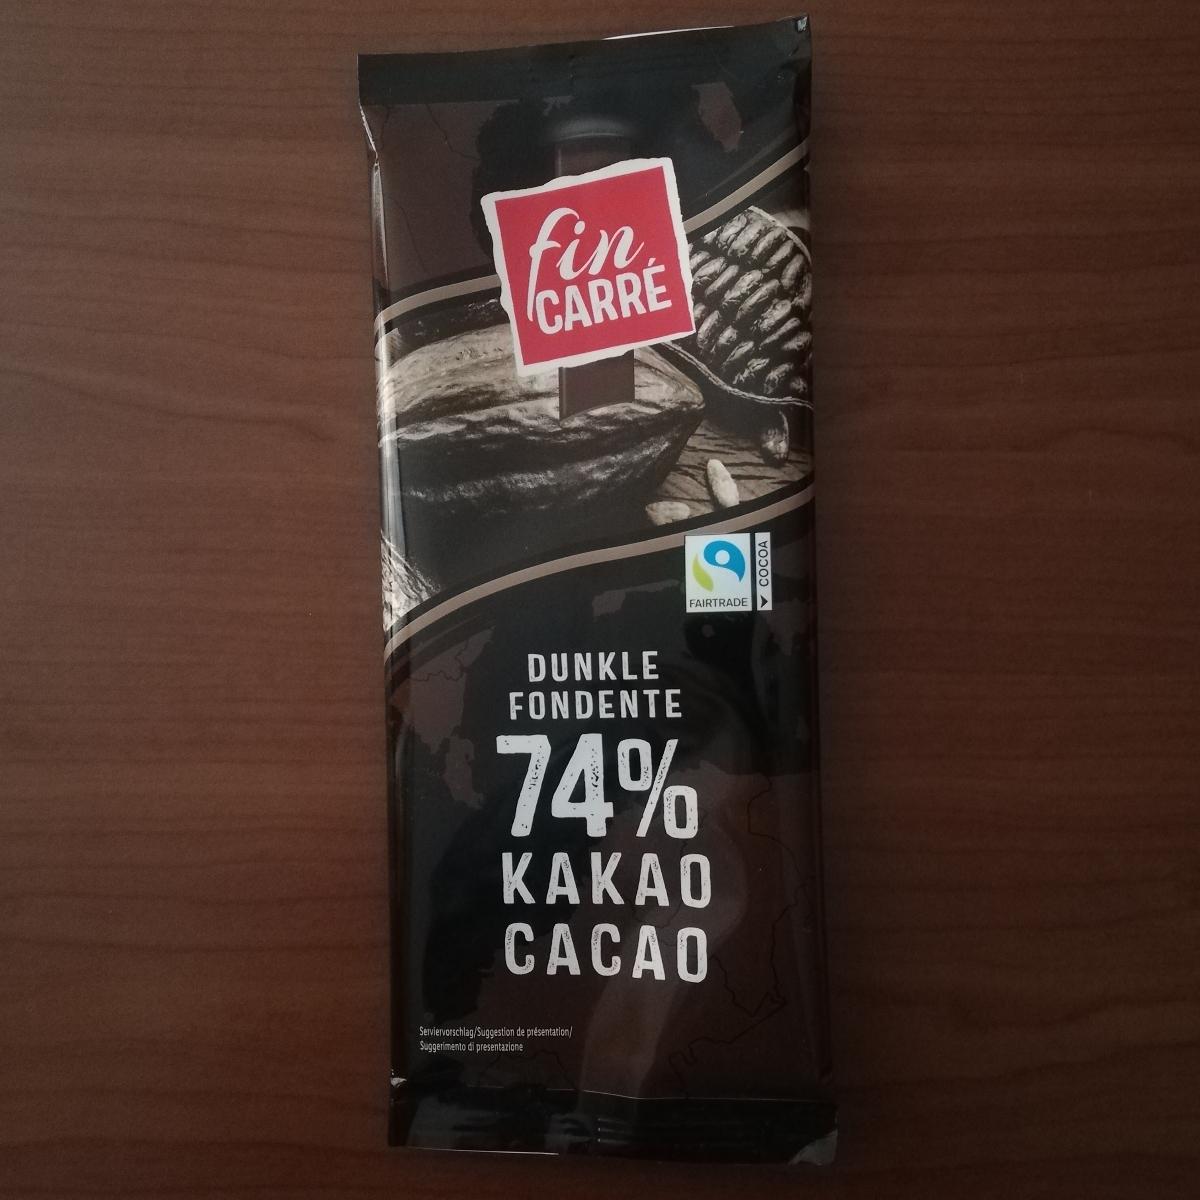 fin
CARRÉ
FAIRTRADE
COCOA
DUNKLE
FONDENTE
74%
KAKAO
CACAO
Serviervorschlag/Suggestion de présentation/
Suggerimento di presentazione